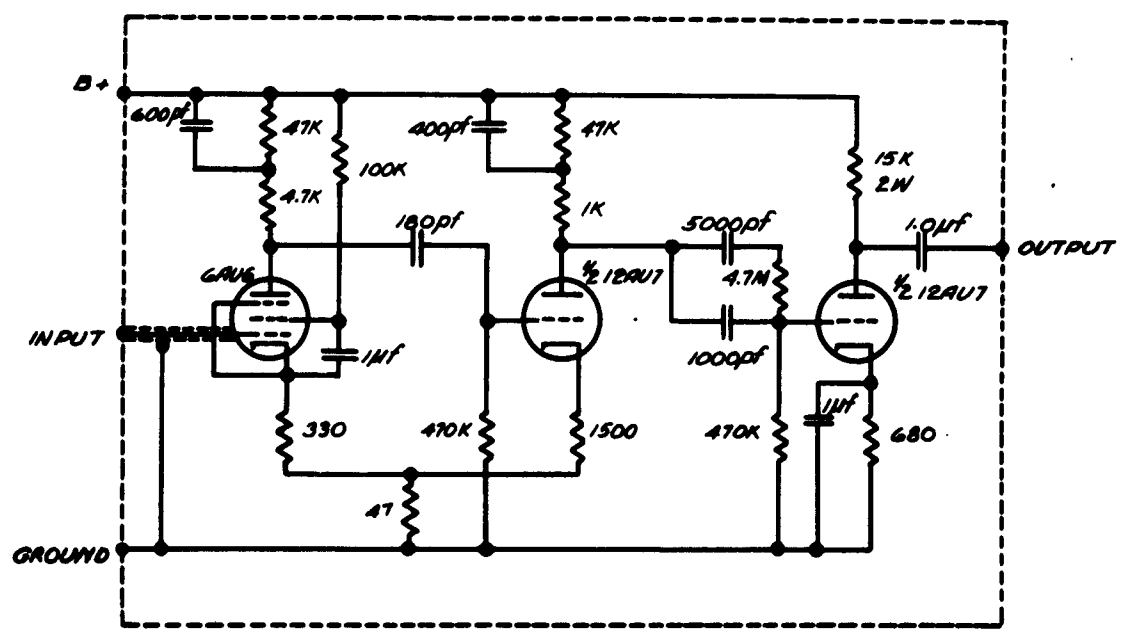 B+
600pf
47K
100K
400pf
47K
15K
2W
4.7K
180pf
1K
5000pf
1.0µf
OUTPUT
6AU6
½ 12AU7
4.7M
½ 12AU7
INPUT
1µf
1000pf
1µf
330
470K
1500
470K
680
47
GROUND